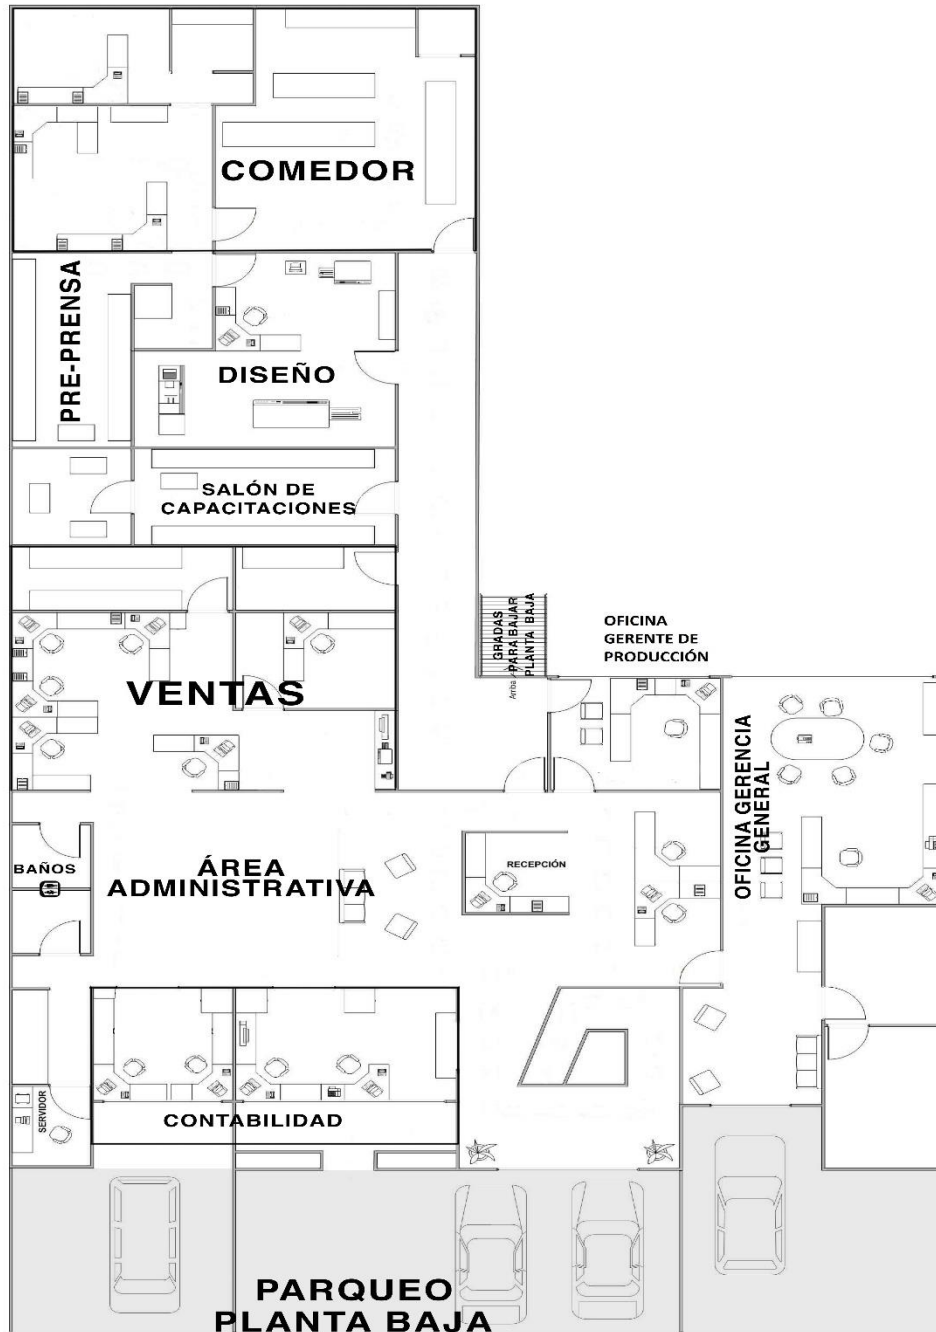 COMEDOR
PRE-PRENSA
DISEÑO
SALÓN DE
CAPACITACIONES
GRADAS
PARA BAJAR
PLANTA BAJA
Arriba
OFICINA
GERENTE DE
PRODUCCIÓN
VENTAS
OFICINA GERENCIA
GENERAL
BAÑOS
ÁREA
ADMINISTRATIVA
RECEPCIÓN
SERVIDOR
CONTABILIDAD
PARQUEO
PLANTA BAJA